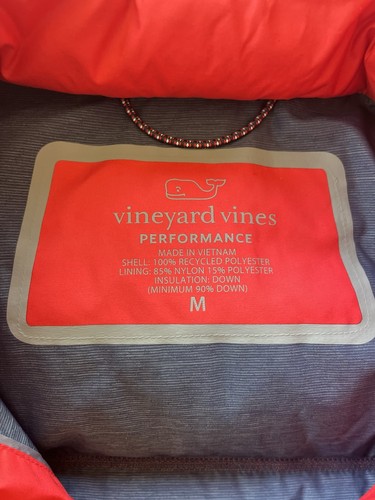 vineyard vines
PERFORMANCE
MADE IN VIETNAM
SHELL: 100% RECYCLED POLYESTER
LINING: 85% NYLON 15% POLYESTER
INSULATION: DOWN
(MINIMUM 90% DOWN)
M